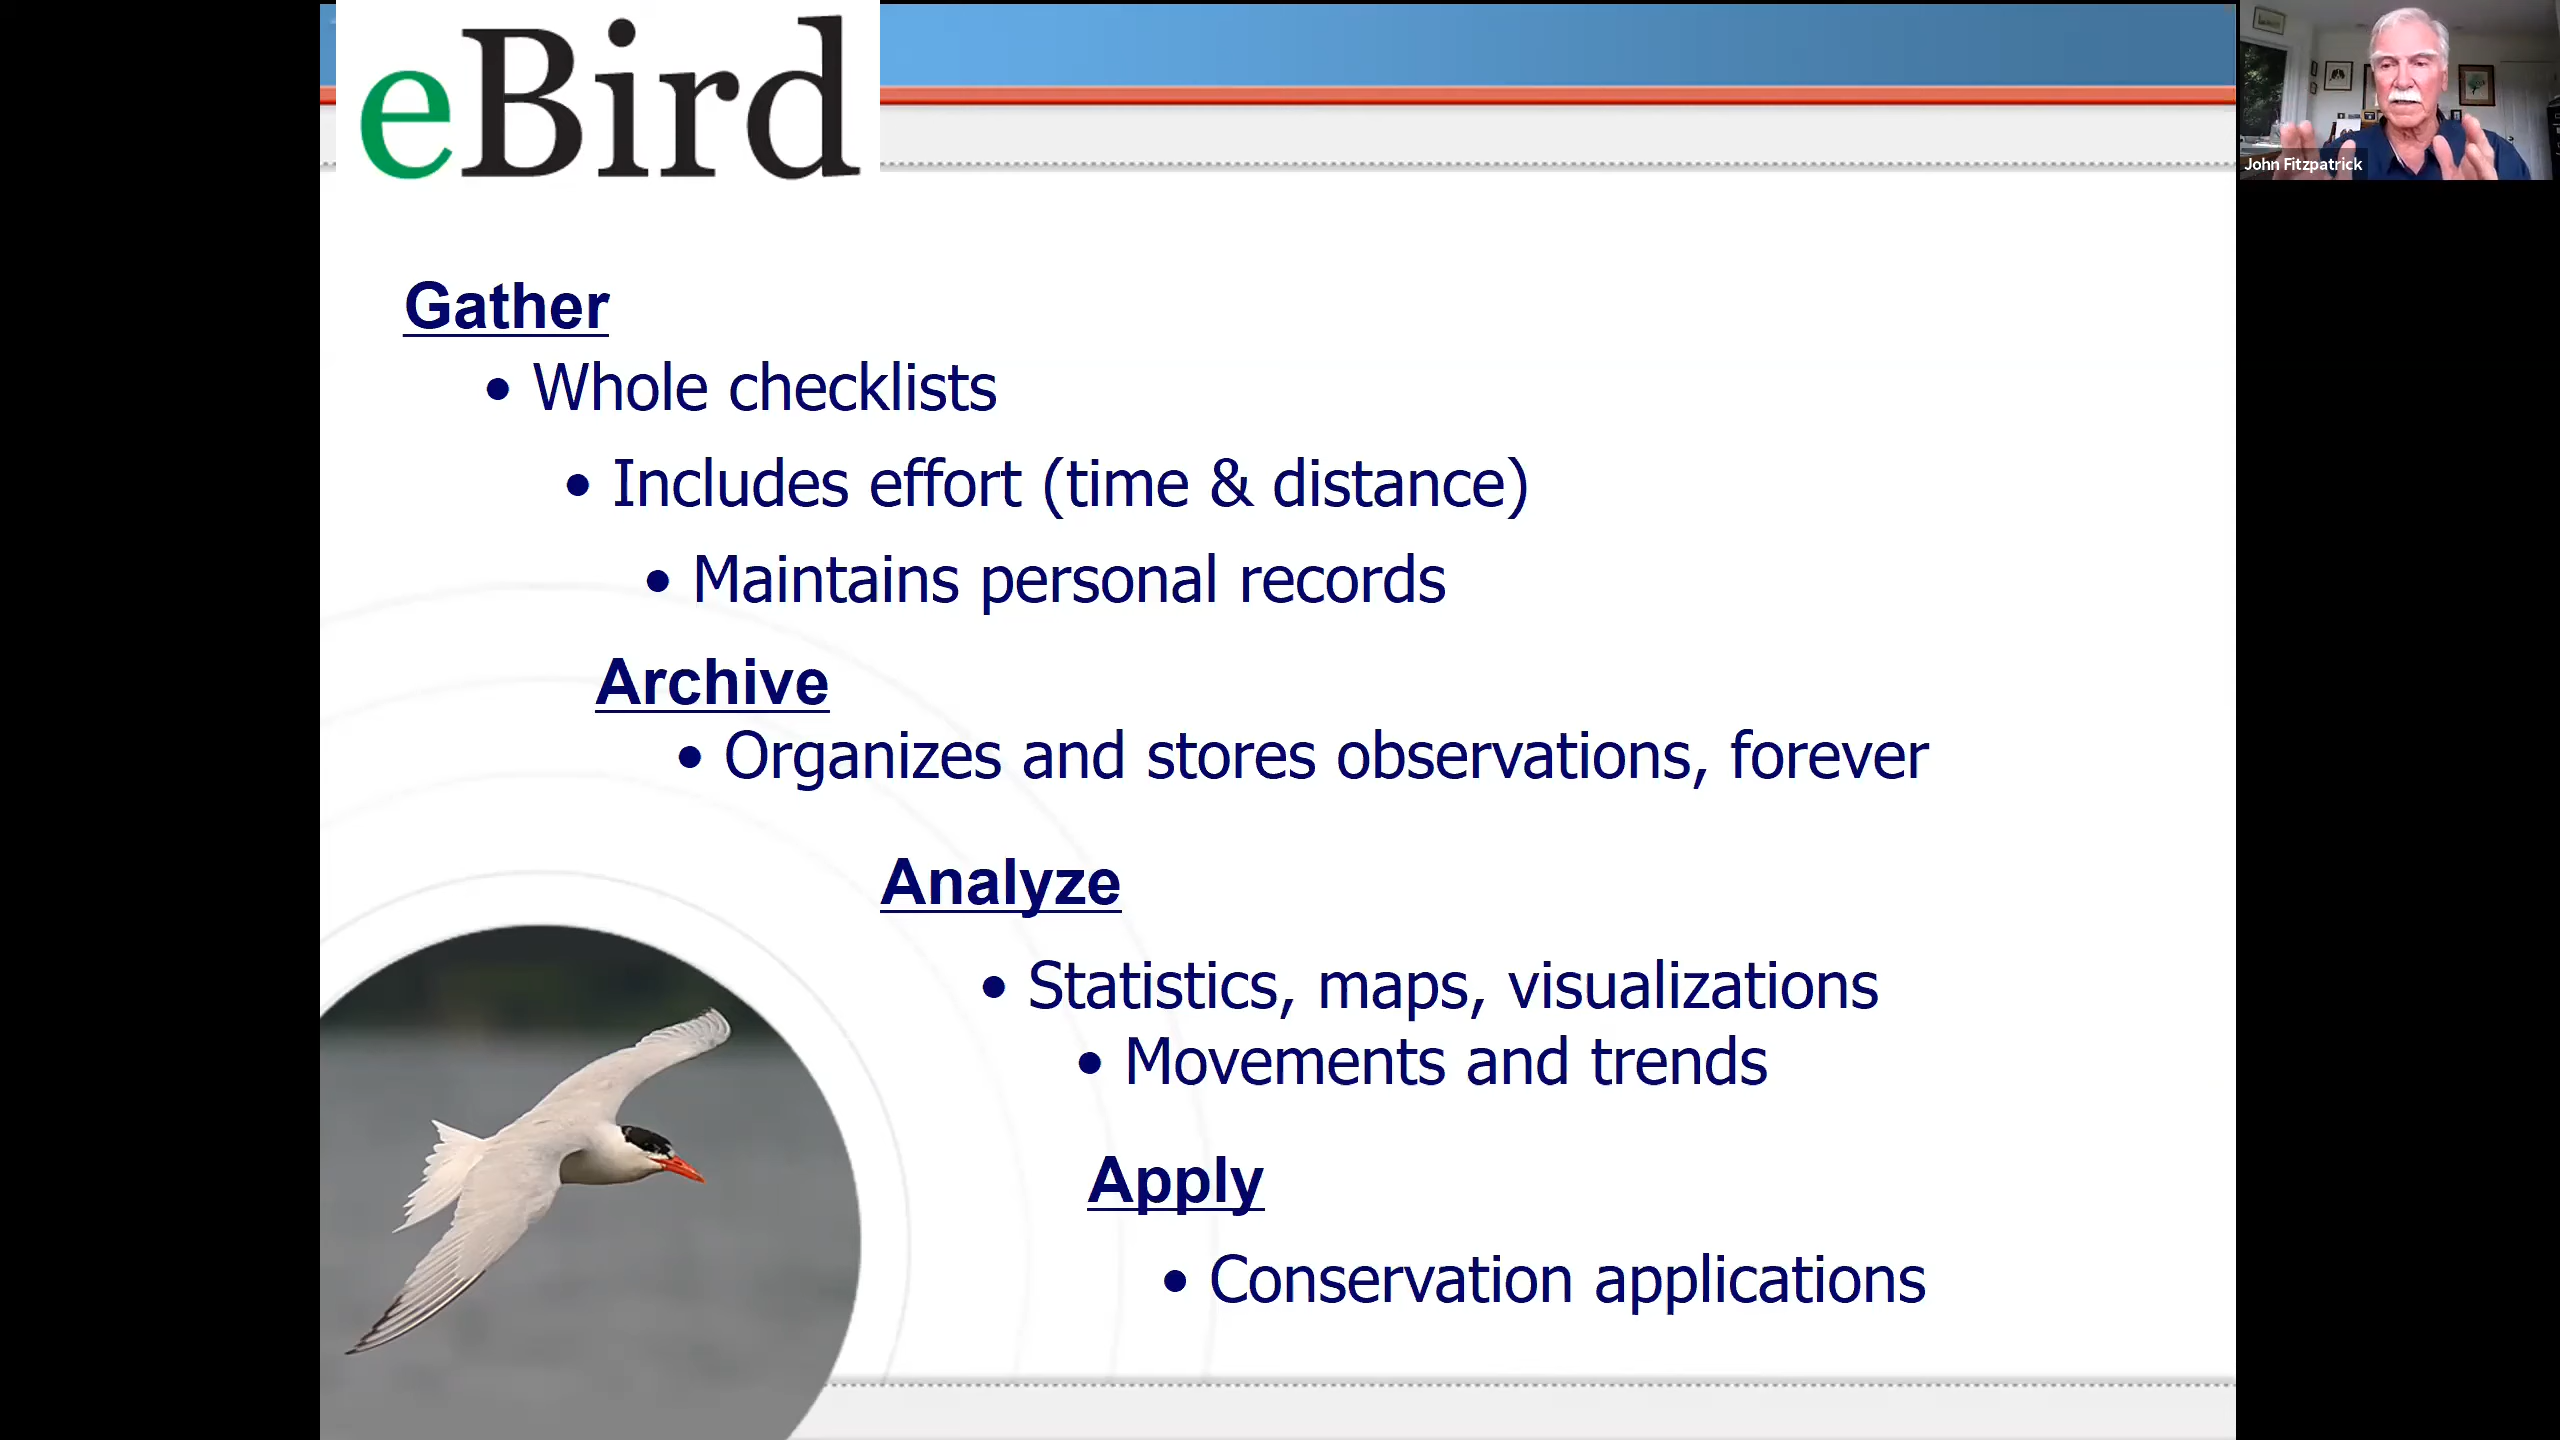 eBird
John Fitzpatrick
Gather
• Whole checklists
• Includes effort (time & distance)
• Maintains personal records
Archive
• Organizes and stores observations, forever
Analyze
• Statistics, maps, visualizations
• Movements and trends
Apply
• Conservation applications